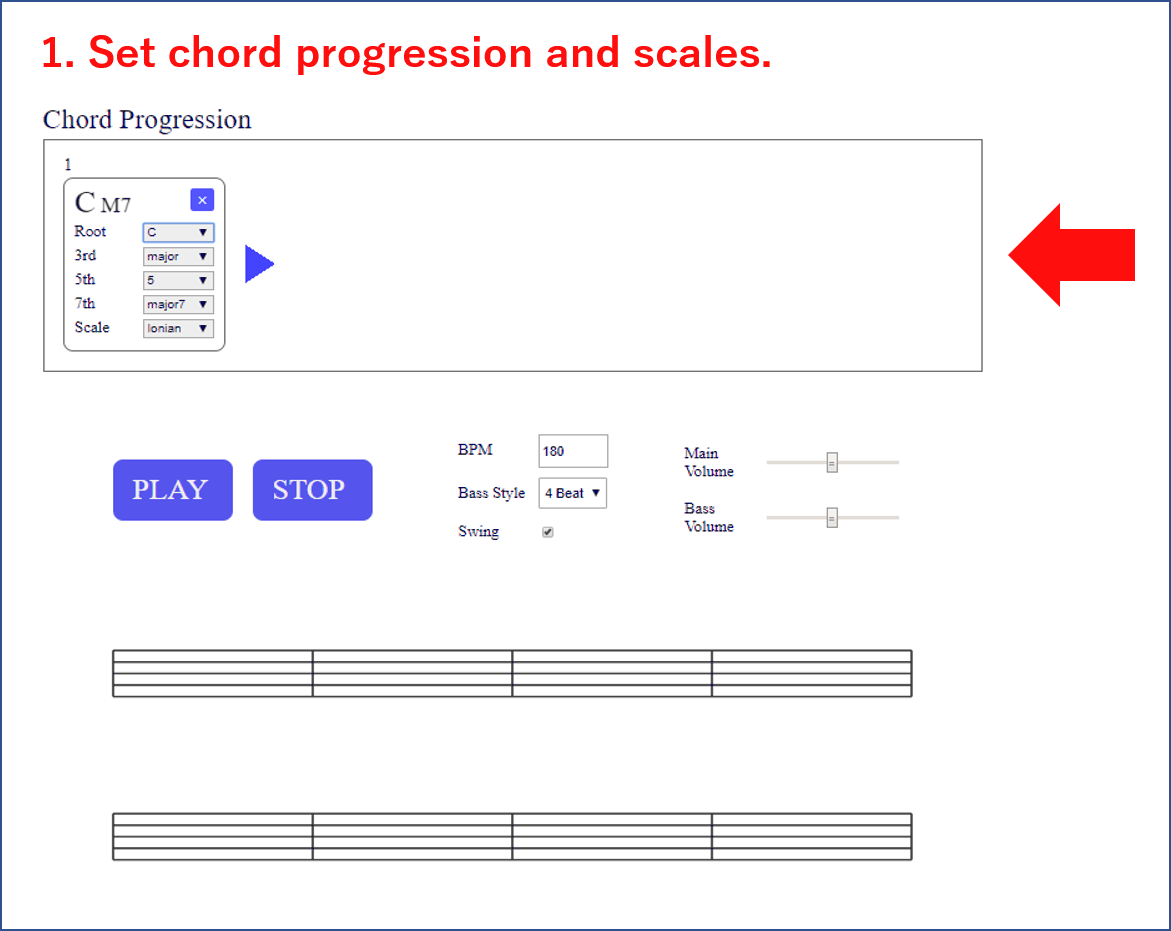 1. Set chord progression and scales.
Chord Progression
1
C M7 ×
Root C ▼
3rd major ▼
5th 5 ▼
7th major7 ▼
Scale Ionian ▼
PLAY STOP
BPM 180
Bass Style 4 Beat ▼
Swing
Main
Volume
Bass
Volume